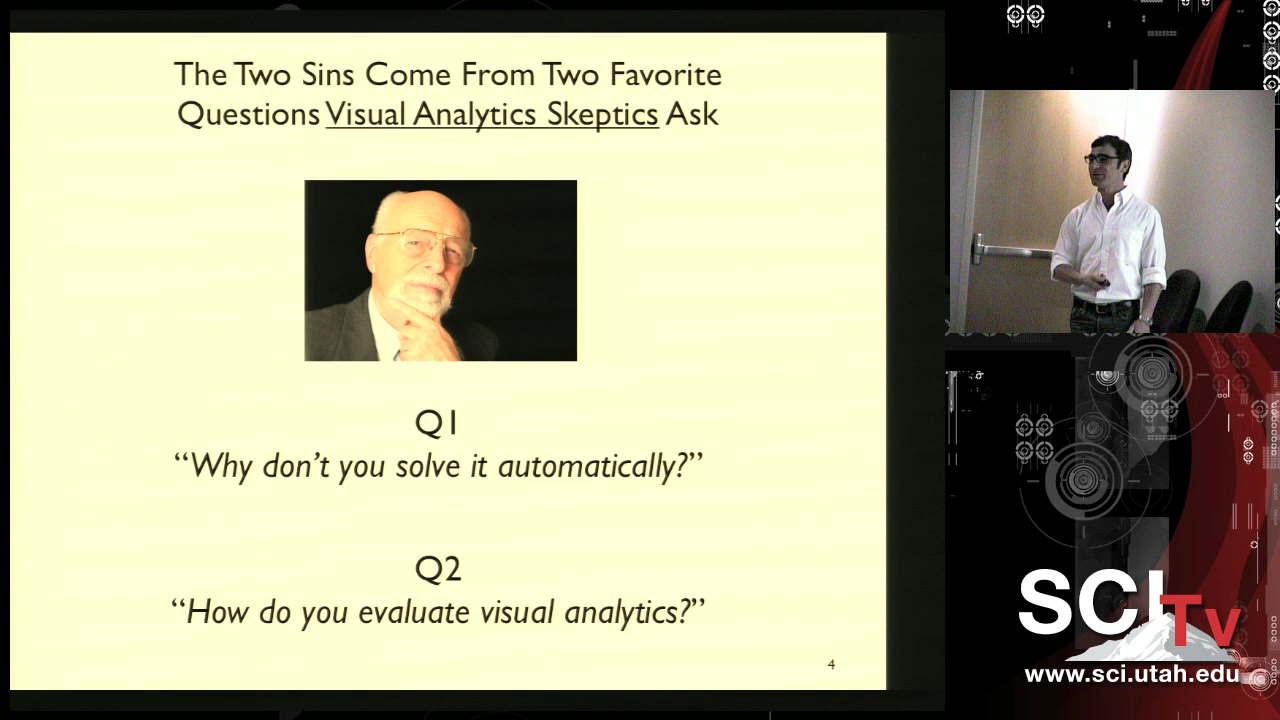 The Two Sins Come From Two Favorite
Questions Visual Analytics Skeptics Ask
Q1
“Why don’t you solve it automatically?”
Q2
“How do you evaluate visual analytics?”
4
SCI Tv
www.sci.utah.edu